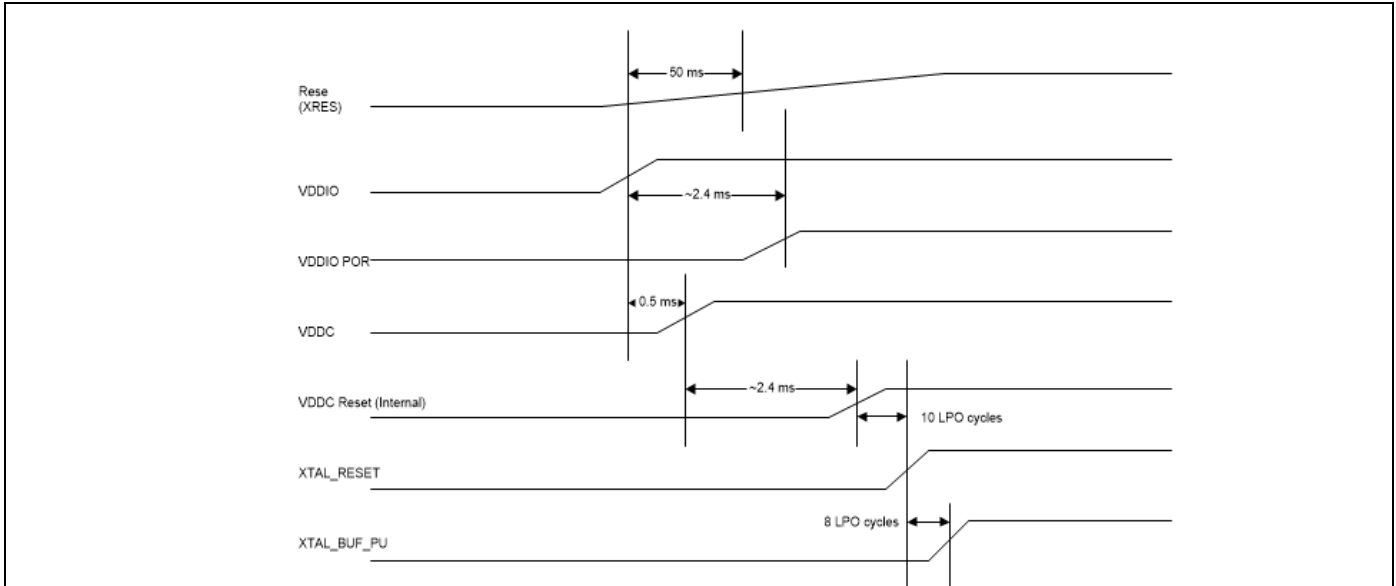 50 ms
Rese
(XRES)
VDDIO
~2.4 ms
VDDIO POR
0.5 ms
VDDC
~2.4 ms
VDDC Reset (Internal)
10 LPO cycles
XTAL_RESET
8 LPO cycles
XTAL_BUF_PU